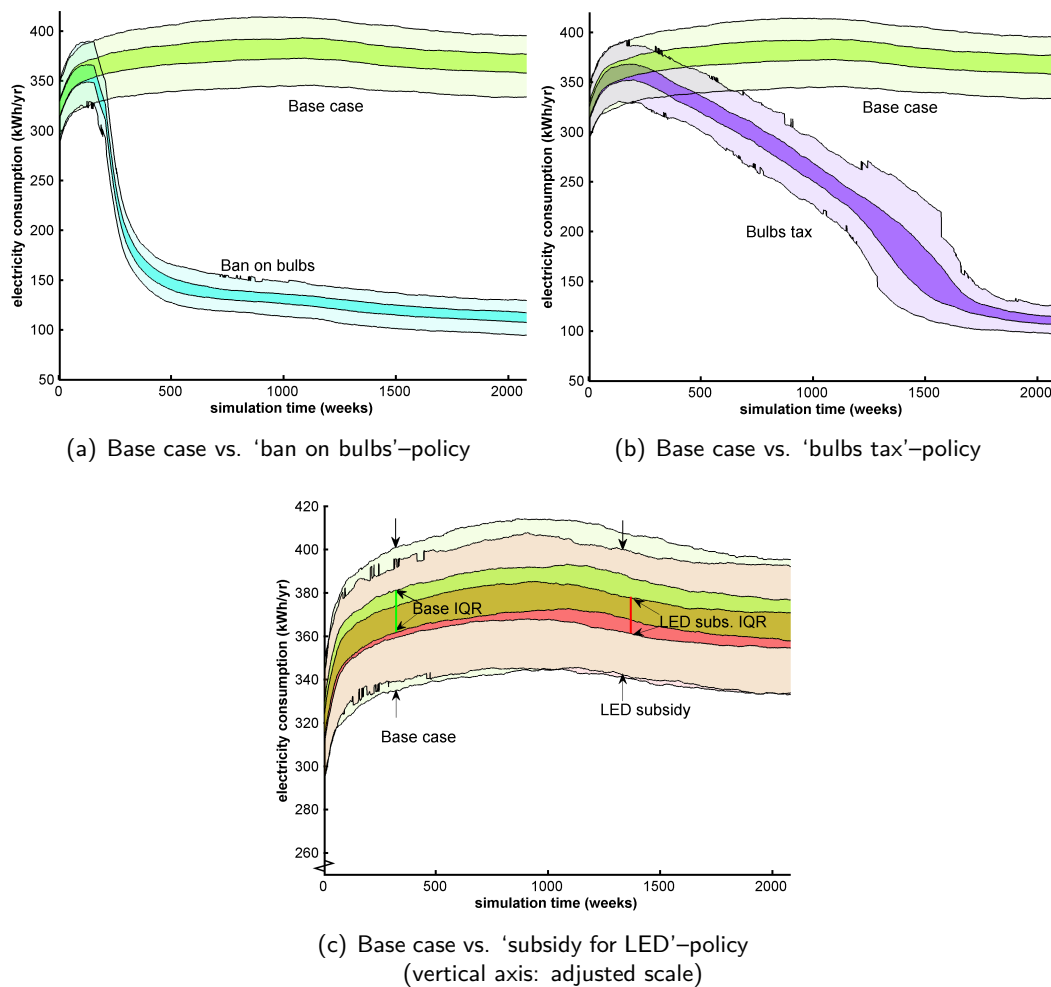 400
350
300
250
200
150
100
50
electricity consumption (kWh/yr)
Base case
Ban on bulbs
0
500
1000
1500
2000
simulation time (weeks)
(a) Base case vs. ‘ban on bulbs’–policy
400
350
300
250
200
150
100
50
electricity consumption (kWh/yr)
Base case
Bulbs tax
0
500
1000
1500
2000
simulation time (weeks)
(b) Base case vs. ‘bulbs tax’–policy
420
400
380
360
340
320
300
280
260
electricity consumption (kWh/yr)
Base IQR
LED subs. IQR
LED subsidy
Base case
0
500
1000
1500
2000
simulation time (weeks)
(c) Base case vs. ‘subsidy for LED’–policy
(vertical axis: adjusted scale)